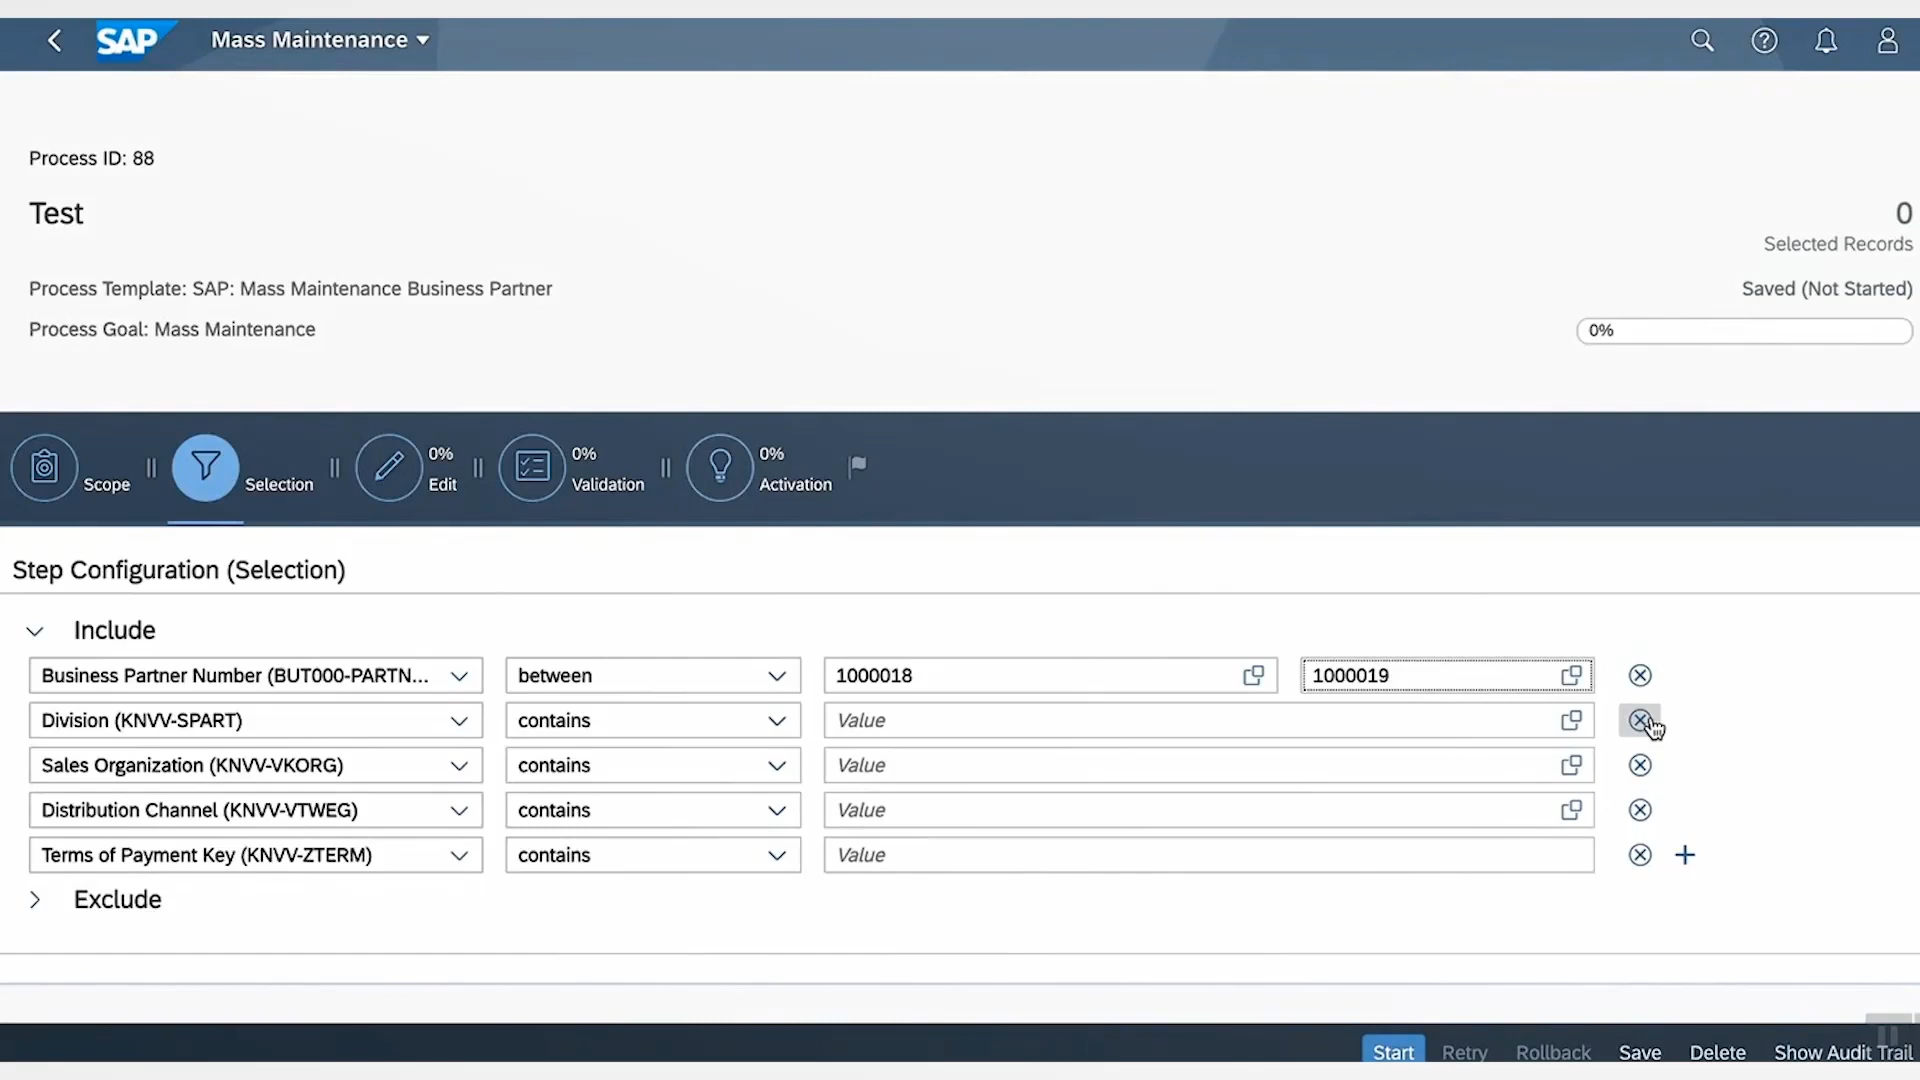 SAP Mass Maintenance
Process ID: 88
Test
0
Selected Records
Process Template: SAP: Mass Maintenance Business Partner
Saved (Not Started)
Process Goal: Mass Maintenance
0%
Scope
Selection
0%
Edit
0%
Validation
0%
Activation
Step Configuration (Selection)
Include
Business Partner Number (BUT000-PARTN... between 1000018 1000019
Division (KNVV-SPART) contains Value
Sales Organization (KNVV-VKORG) contains Value
Distribution Channel (KNVV-VTWEG) contains Value
Terms of Payment Key (KNVV-ZTERM) contains Value
Exclude
Start Retry Rollback Save Delete Show Audit Trail